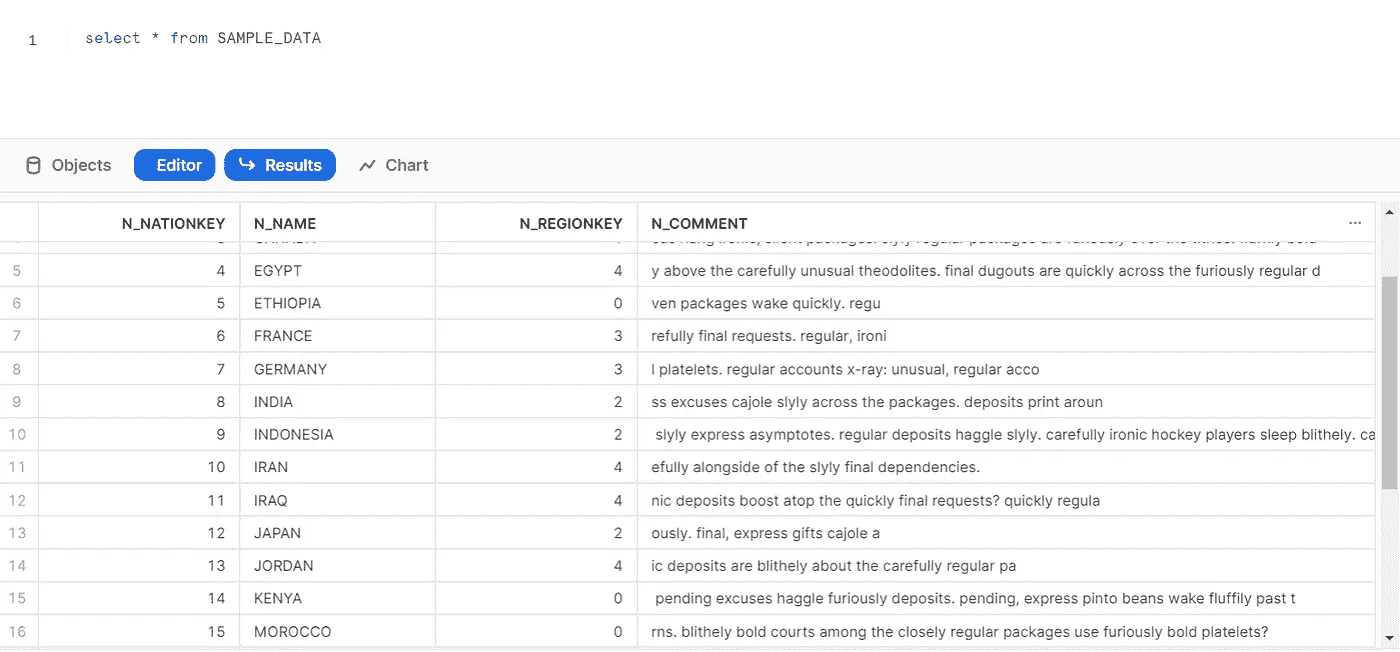 1 select * from SAMPLE_DATA
Objects Editor Results Chart
N_NATIONKEY N_NAME N_REGIONKEY N_COMMENT ...
5 4 EGYPT 4 y above the carefully unusual theodolites. final dugouts are quickly across the furiously regular d
6 5 ETHIOPIA 0 ven packages wake quickly. regu
7 6 FRANCE 3 refully final requests. regular, ironi
8 7 GERMANY 3 l platelets. regular accounts x-ray: unusual, regular acco
9 8 INDIA 2 ss excuses cajole slyly across the packages. deposits print aroun
10 9 INDONESIA 2 slyly express asymptotes. regular deposits haggle slyly. carefully ironic hockey players sleep blithely. ca
11 10 IRAN 4 efully alongside of the slyly final dependencies.
12 11 IRAQ 4 nic deposits boost atop the quickly final requests? quickly regula
13 12 JAPAN 2 ously. final, express gifts cajole a
14 13 JORDAN 4 ic deposits are blithely about the carefully regular pa
15 14 KENYA 0 pending excuses haggle furiously deposits. pending, express pinto beans wake fluffily past t
16 15 MOROCCO 0 rns. blithely bold courts among the closely regular packages use furiously bold platelets?